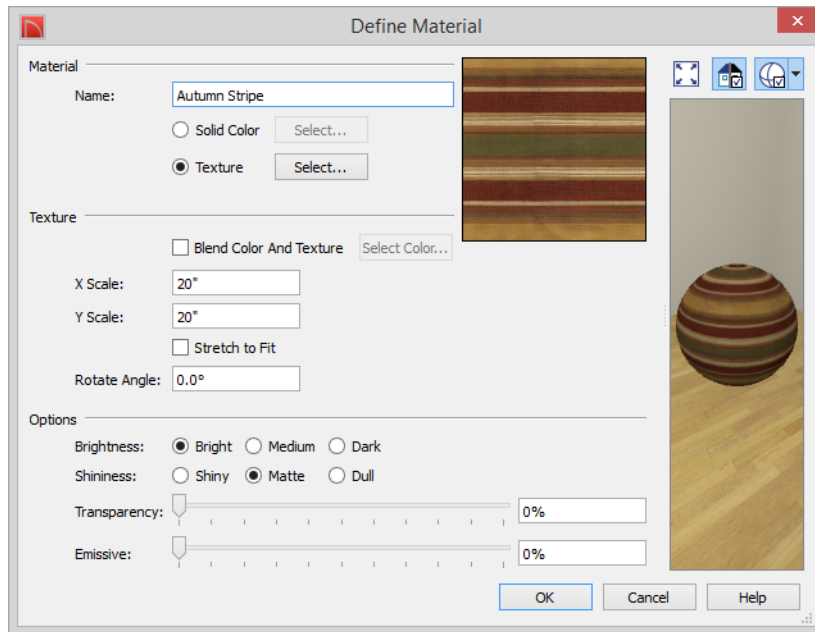 Define Material
Material
Name: Autumn Stripe
Solid Color Select...
Texture Select...
Texture
Blend Color And Texture Select Color...
X Scale: 20"
Y Scale: 20"
Stretch to Fit
Rotate Angle: 0.0°
Options
Brightness: Bright Medium Dark
Shininess: Shiny Matte Dull
Transparency: 0%
Emissive: 0%
OK Cancel Help